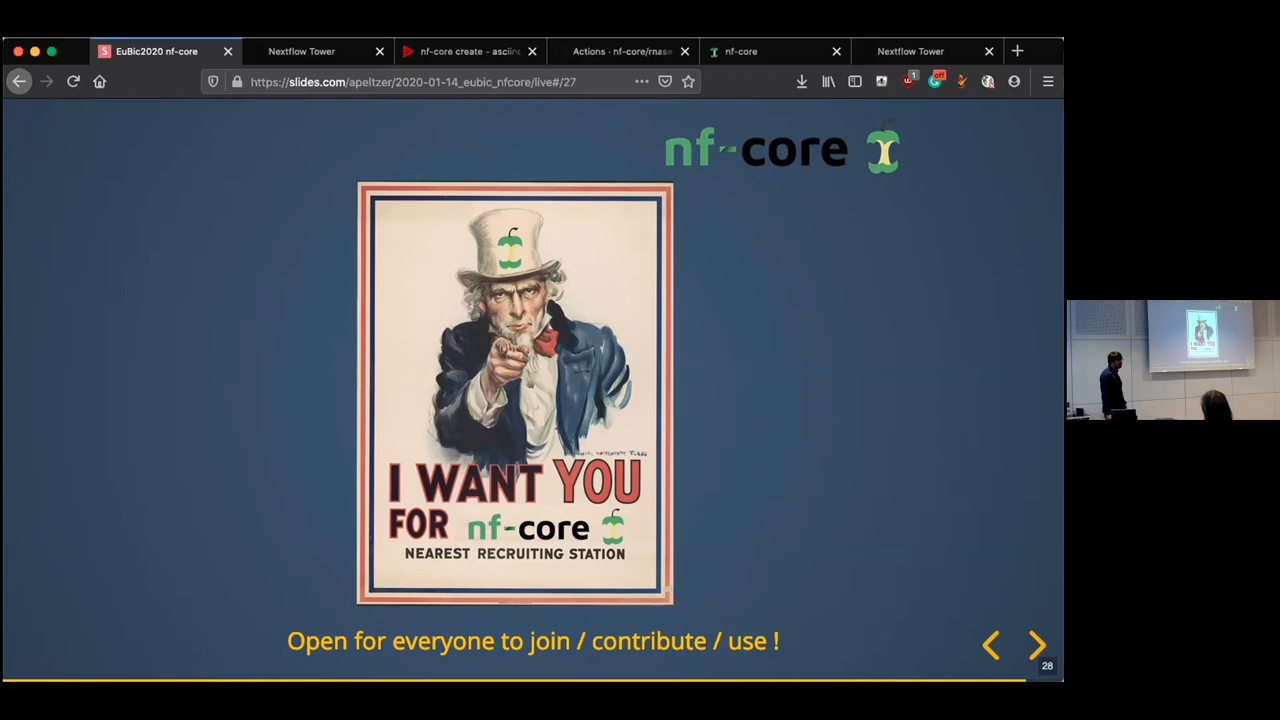 EuBic2020 nf-core
Nextflow Tower
nf-core create - asciin
Actions · nf-core/rnase
nf-core
Nextflow Tower
https://slides.com/apeltzer/2020-01-14_eubic_nfcore/live#/27
1
off
nf-core
I WANT YOU
FOR nf-core
NEAREST RECRUITING STATION
Open for everyone to join / contribute / use !
28